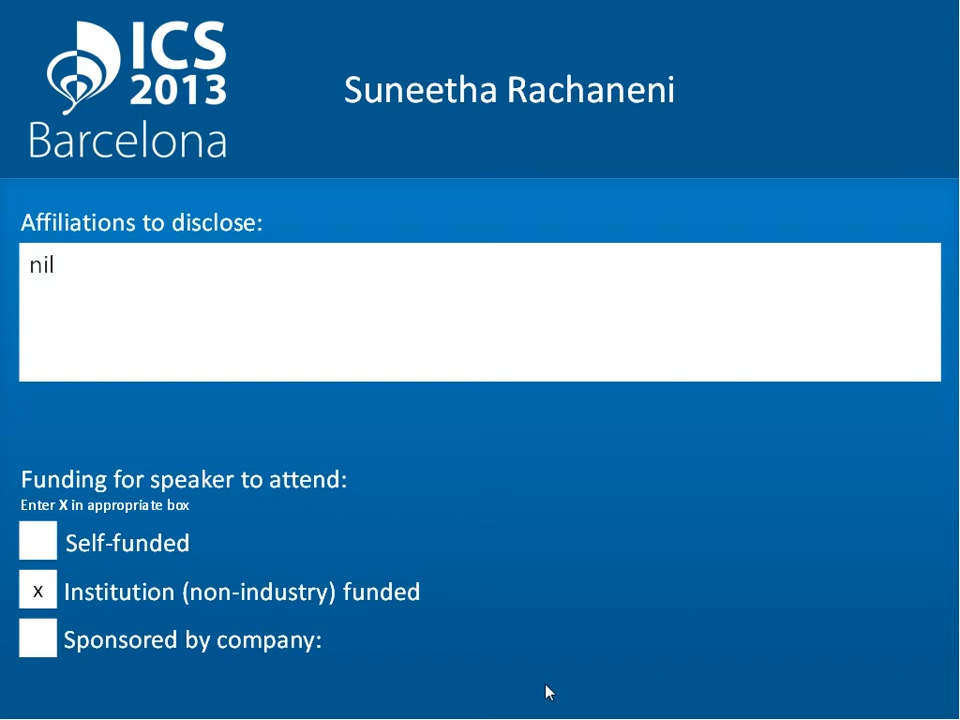 ICS
2013
Barcelona
Suneetha Rachaneni
Affiliations to disclose:
nil
Funding for speaker to attend:
Enter X in appropriate box
Self-funded
x Institution (non-industry) funded
Sponsored by company: